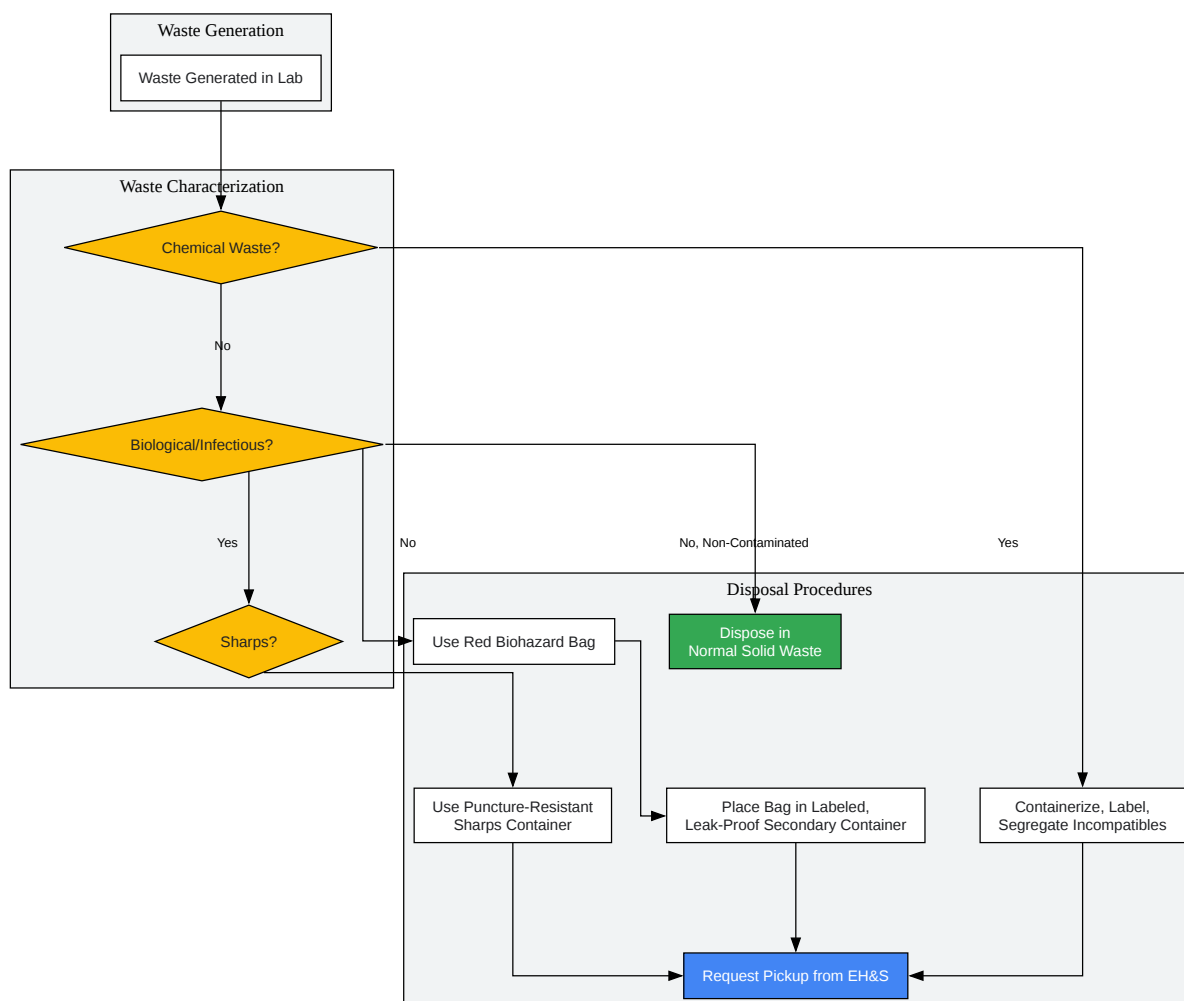 Waste Generation
Waste Generated in Lab
Waste Characterization
Chemical Waste?
No
Biological/Infectious?
Yes
No
No, Non-Contaminated
Yes
Disposal Procedures
Sharps?
Use Red Biohazard Bag
Dispose in
Normal Solid Waste
Use Puncture-Resistant
Sharps Container
Place Bag in Labeled,
Leak-Proof Secondary Container
Containerize, Label,
Segregate Incompatibles
Request Pickup from EH&S